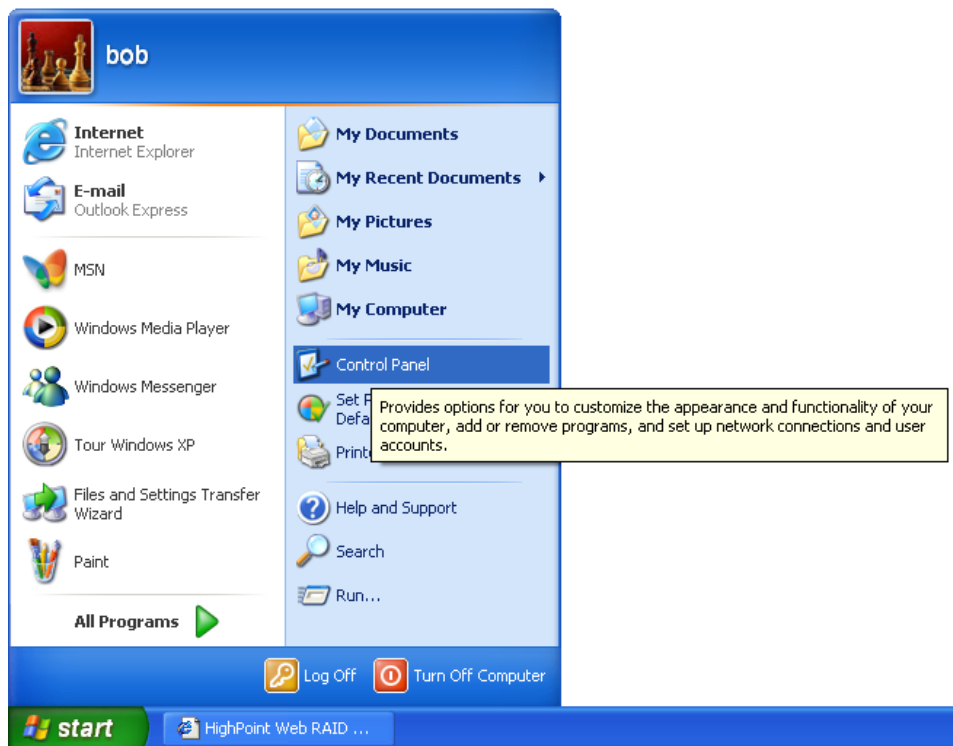 bob
Internet
Internet Explorer
E-mail
Outlook Express
MSN
Windows Media Player
Windows Messenger
Tour Windows XP
Files and Settings Transfer
Wizard
Paint
All Programs
My Documents
My Recent Documents
My Pictures
My Music
My Computer
Control Panel
Set
Provides options for you to customize the appearance and functionality of your
computer, add or remove programs, and set up network connections and user
accounts.
Help and Support
Search
Run...
Log Off
Turn Off Computer
start
HighPoint Web RAID ...